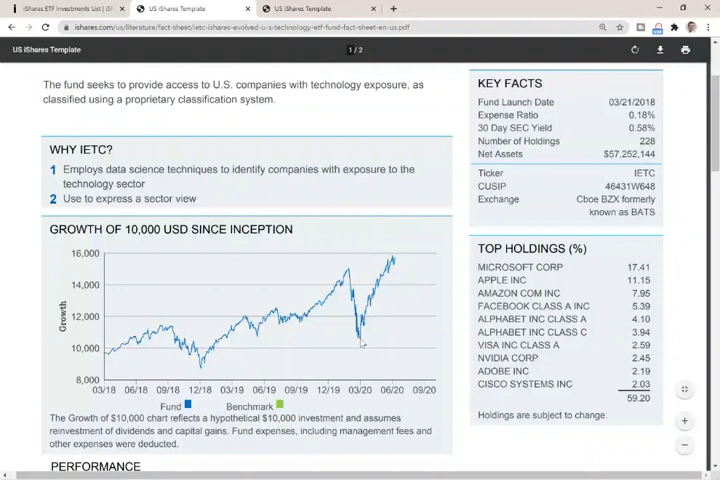 iShares ETF Investments List | iSh
US iShares Template
US iShares Template
ishares.com/us/literature/fact-sheet/ietc-ishares-evolved-u-s-technology-etf-fund-fact-sheet-en-us.pdf
US iShares Template
1 / 2
The fund seeks to provide access to U.S. companies with technology exposure, as
classified using a proprietary classification system.
WHY IETC?
1 Employs data science techniques to identify companies with exposure to the
technology sector
2 Use to express a sector view
GROWTH OF 10,000 USD SINCE INCEPTION
16,000
14,000
12,000
10,000
8,000
Growth
03/18 06/18 09/18 12/18 03/19 06/19 09/19 12/19 03/20 06/20 09/20
Fund Benchmark
The Growth of $10,000 chart reflects a hypothetical $10,000 investment and assumes
reinvestment of dividends and capital gains. Fund expenses, including management fees and
other expenses were deducted.
PERFORMANCE
KEY FACTS
Fund Launch Date 03/21/2018
Expense Ratio 0.18%
30 Day SEC Yield 0.58%
Number of Holdings 228
Net Assets $57,252,144
Ticker IETC
CUSIP 46431W648
Exchange Cboe BZX formerly
known as BATS
TOP HOLDINGS (%)
MICROSOFT CORP 17.41
APPLE INC 11.15
AMAZON COM INC 7.95
FACEBOOK CLASS A INC 5.39
ALPHABET INC CLASS A 4.10
ALPHABET INC CLASS C 3.94
VISA INC CLASS A 2.59
NVIDIA CORP 2.45
ADOBE INC 2.19
CISCO SYSTEMS INC 2.03
59.20
Holdings are subject to change.